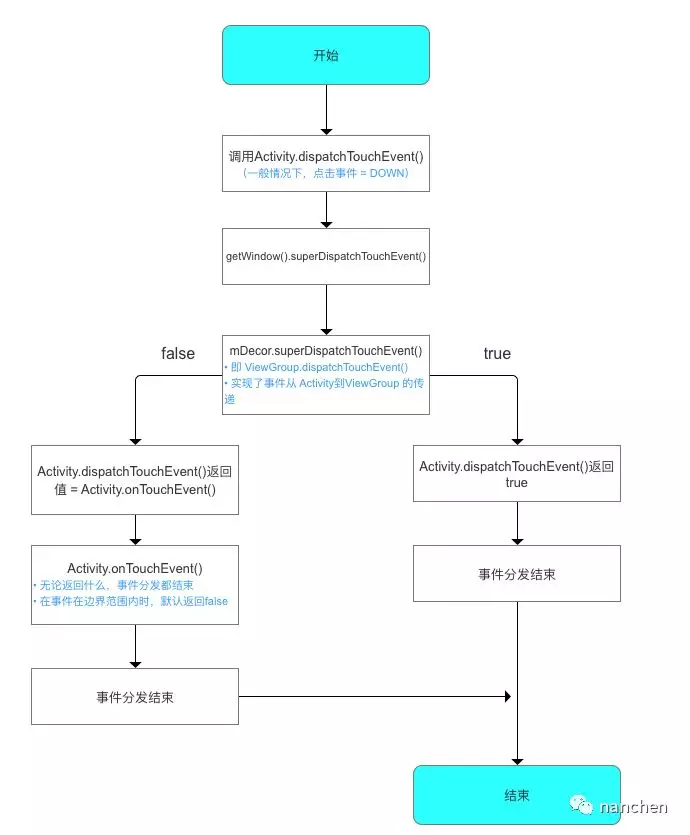 开始
调用Activity.dispatchTouchEvent()
（一般情况下，点击事件 = DOWN）
getWindow().superDispatchTouchEvent()
false
true
mDecor.superDispatchTouchEvent()
• 即 ViewGroup.dispatchTouchEvent()
• 实现了事件从 Activity到ViewGroup 的传
递
Activity.dispatchTouchEvent()返回
值 = Activity.onTouchEvent()
Activity.dispatchTouchEvent()返回
true
Activity.onTouchEvent()
• 无论返回什么，事件分发都结束
• 在事件在边界范围内时，默认返回false
事件分发结束
事件分发结束
结束
nanchen